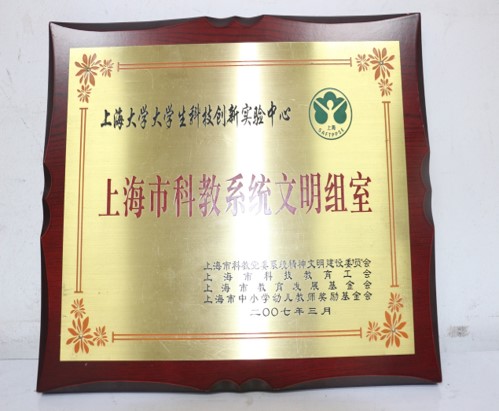 上海大学大学生科技创新实验中心
上海
SAFTPPSE
上海市科教系统文明组室
上海市科教党委系统精神文明建设委员会
上海市科技教育工会
上海市教育发展基金会
上海市中小学幼儿教师奖励基金会
二〇〇七年三月